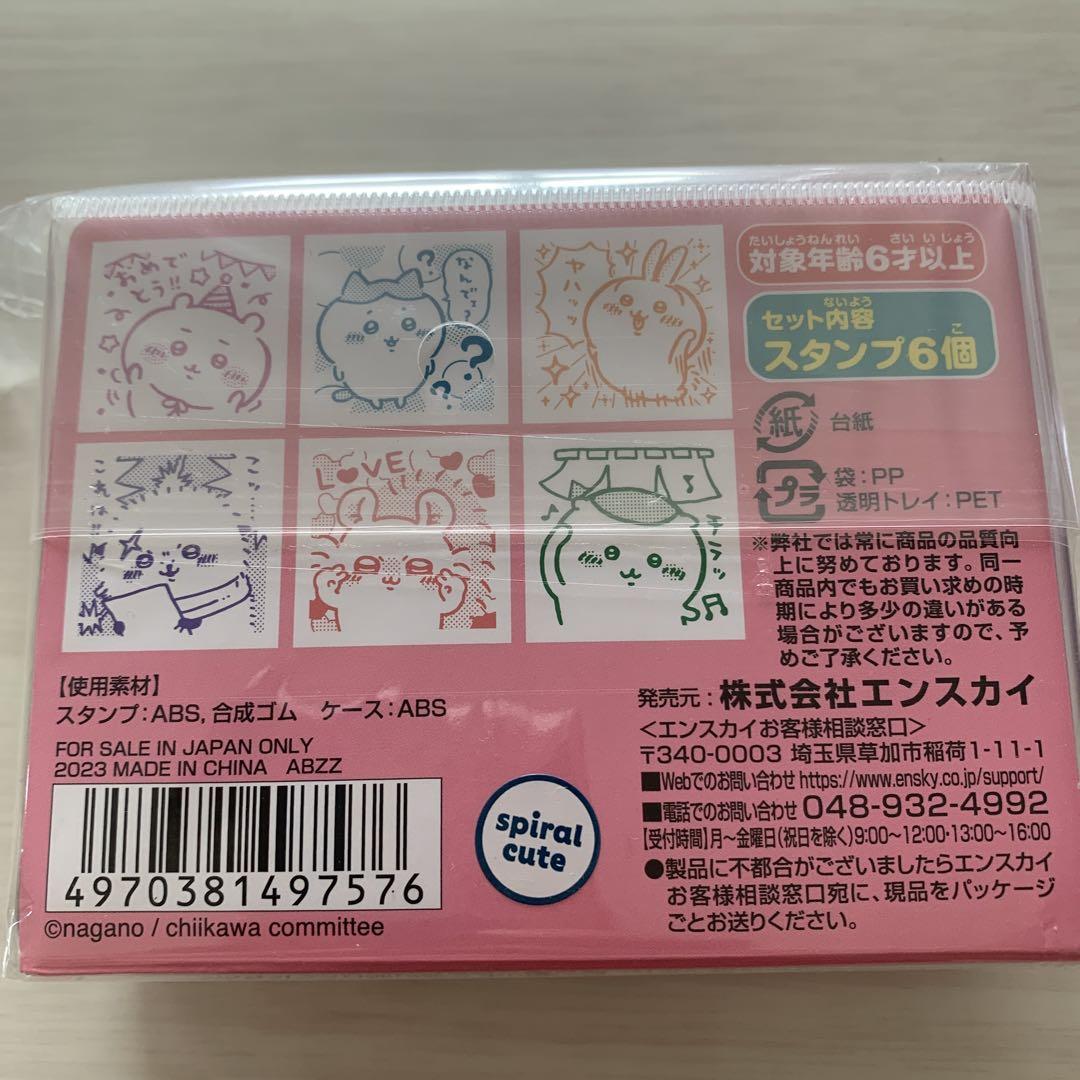 おめで
とう!!
なんでェ?
?
?
?
?
ヤハッ
これは…
LOVE
チラッ
たいしょうねんれい さいいじょう
対象年齢6才以上
ないよう
セット内容
こ
スタンプ6個
紙 台紙
プラ 袋:PP
透明トレイ:PET
※弊社では常に商品の品質向
上に努めております。同一
商品内でもお買い求めの時
期により多少の違いがある
場合がございますので、予
めご了承ください。
【使用素材】
スタンプ:ABS, 合成ゴム ケース:ABS
FOR SALE IN JAPAN ONLY
2023 MADE IN CHINA ABZZ
4970381497576
©nagano / chiikawa committee
spiral
cute
発売元:株式会社エンスカイ
<エンスカイお客様相談窓口>
〒340-0003 埼玉県草加市稲荷1-11-1
■Webでのお問い合わせ https://www.ensky.co.jp/support/
■電話でのお問い合わせ 048-932-4992
【受付時間】月〜金曜日(祝日を除く)9:00〜12:00・13:00〜16:00
●製品に不都合がございましたらエンスカイ
お客様相談窓口宛に、現品をパッケージ
ごとお送りください。